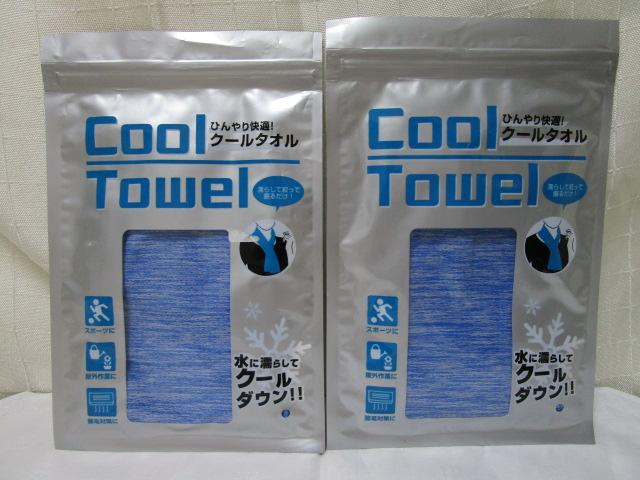 Cool
ひんやり快適!
クールタオル
Towel
濡らして絞って
振るだけ!
スポーツに
屋外作業に
節電対策に
水に濡らして
クール
ダウン!!
Cool
ひんやり快適!
クールタオル
Towel
濡らして絞って
振るだけ!
スポーツに
屋外作業に
節電対策に
水に濡らして
クール
ダウン!!